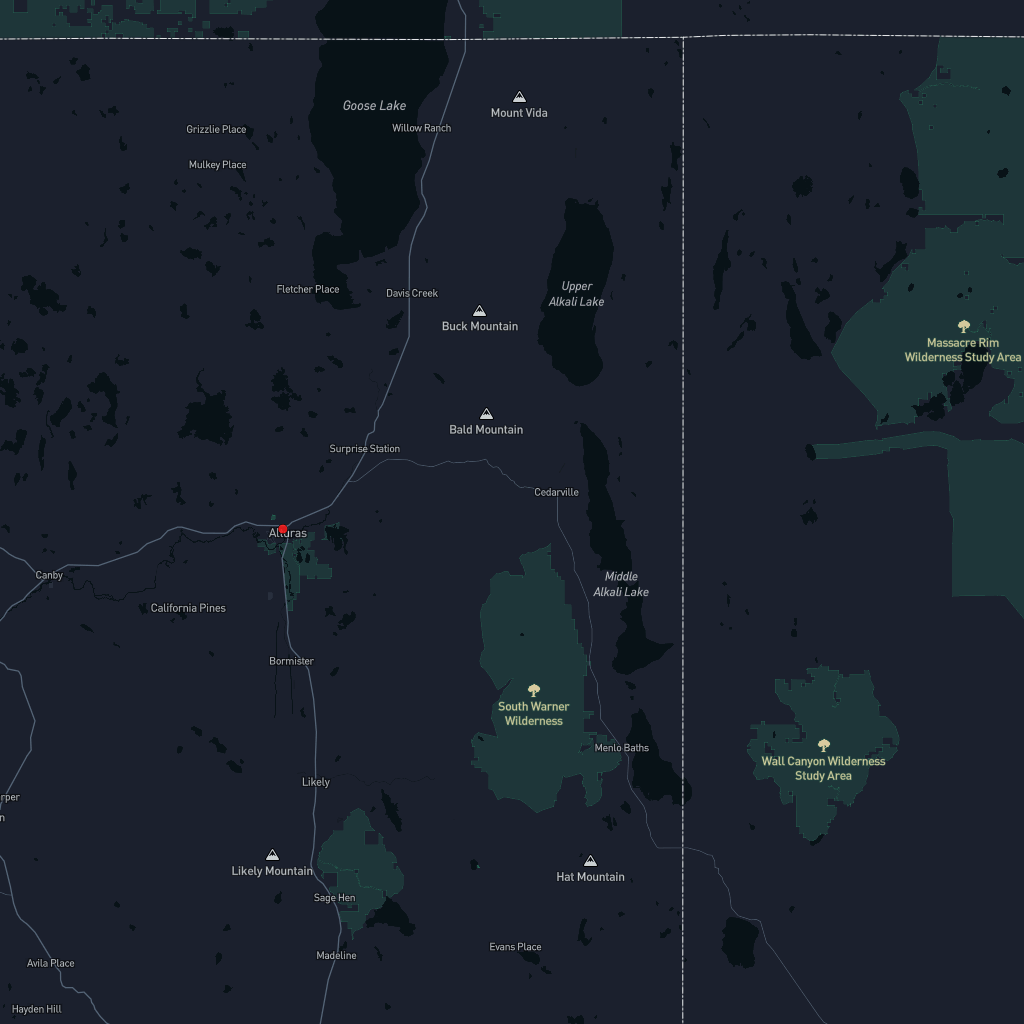 Goose Lake
Mount Vida
Willow Ranch
Grizzlie Place
Mulkey Place
Fletcher Place
Davis Creek
Upper
Alkali Lake
Buck Mountain
Massacre Rim
Wilderness Study Area
Bald Mountain
Surprise Station
Cedarville
Alturas
Canby
California Pines
Middle
Alkali Lake
Bormister
South Warner
Wilderness
Menlo Baths
Wall Canyon Wilderness
Study Area
Likely
rper
n
Likely Mountain
Hat Mountain
Sage Hen
Evans Place
Madeline
Avila Place
Hayden Hill